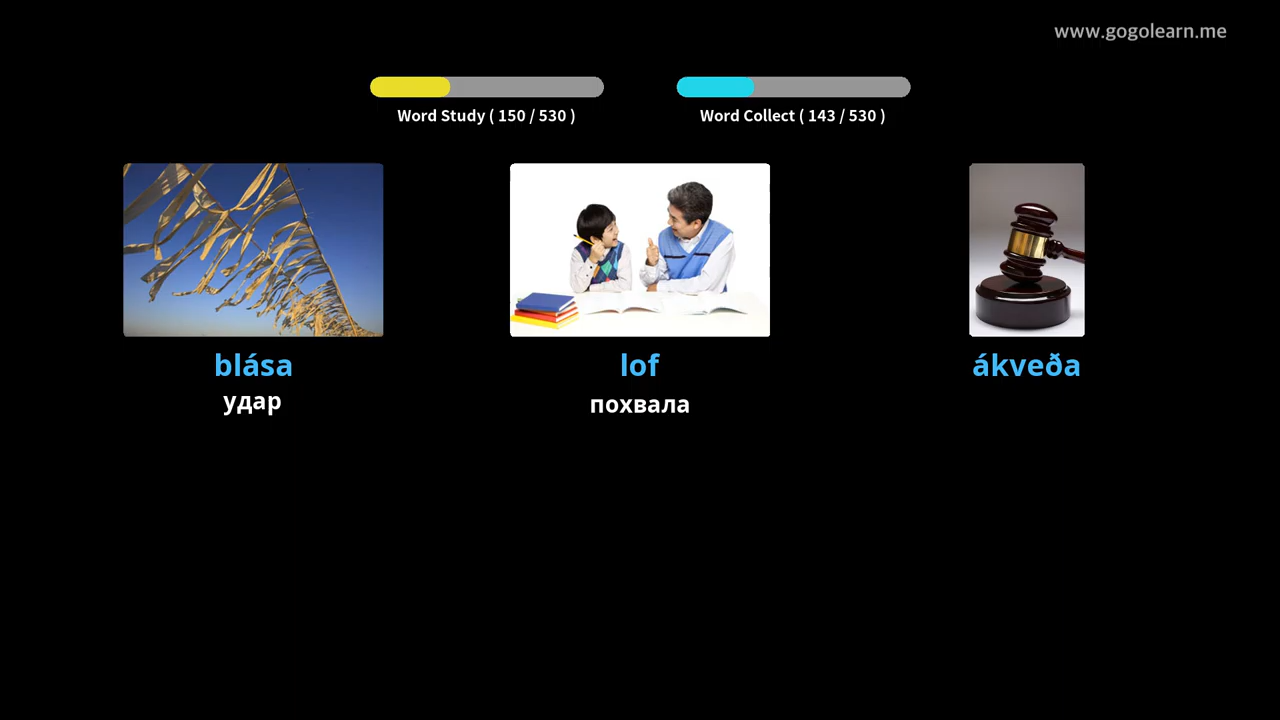 www.gogolearn.me
Word Study ( 150 / 530 )
Word Collect ( 143 / 530 )
blása
удар
lof
похвала
ákveða